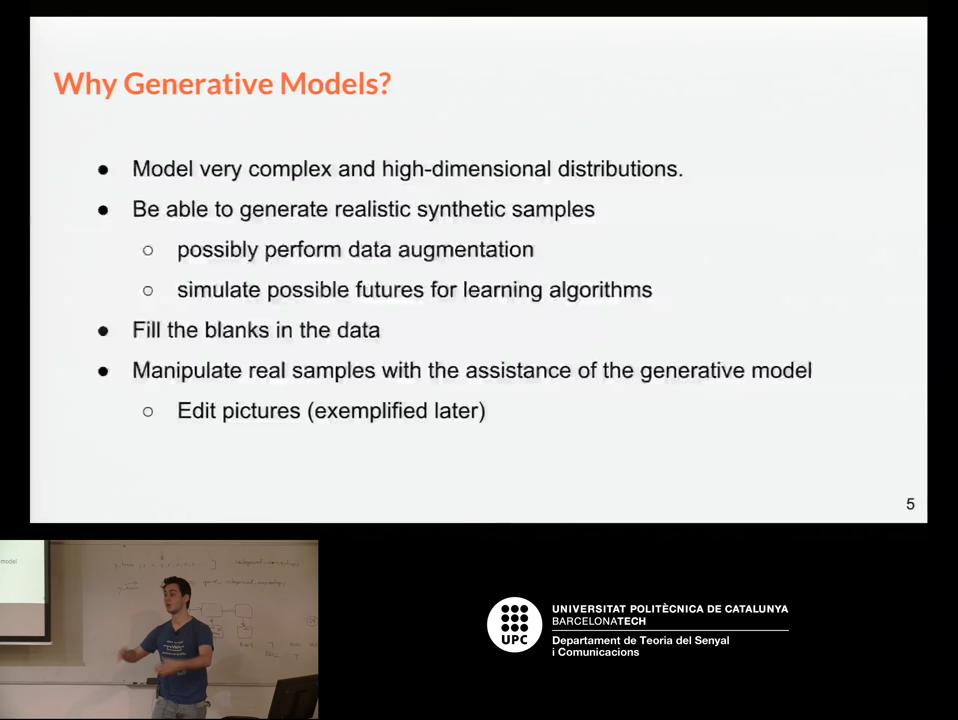 Why Generative Models?
● Model very complex and high-dimensional distributions.
● Be able to generate realistic synthetic samples
○ possibly perform data augmentation
○ simulate possible futures for learning algorithms
● Fill the blanks in the data
● Manipulate real samples with the assistance of the generative model
○ Edit pictures (exemplified later)
5
model
UPC
UNIVERSITAT POLITÈCNICA DE CATALUNYA
BARCELONATECH
Departament de Teoria del Senyal
i Comunicacions